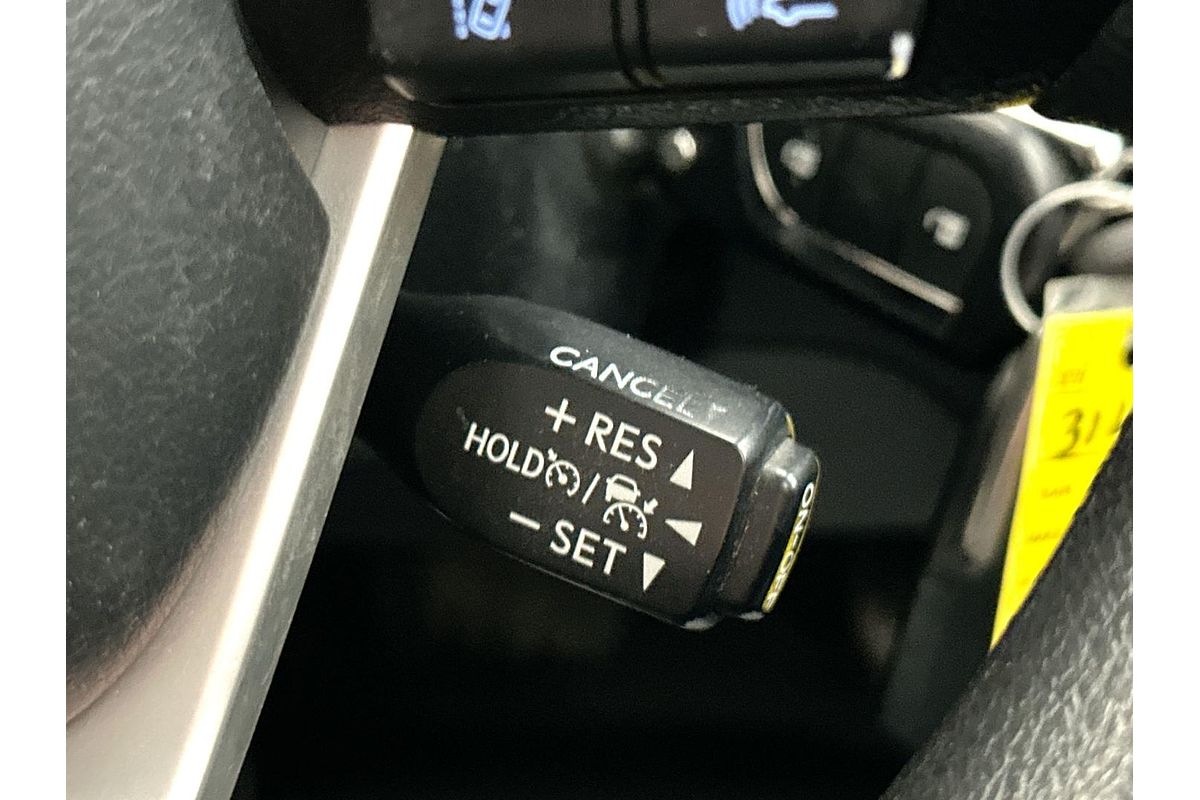 CANCEL
+ RES
HOLD /
− SET
ON-OFF